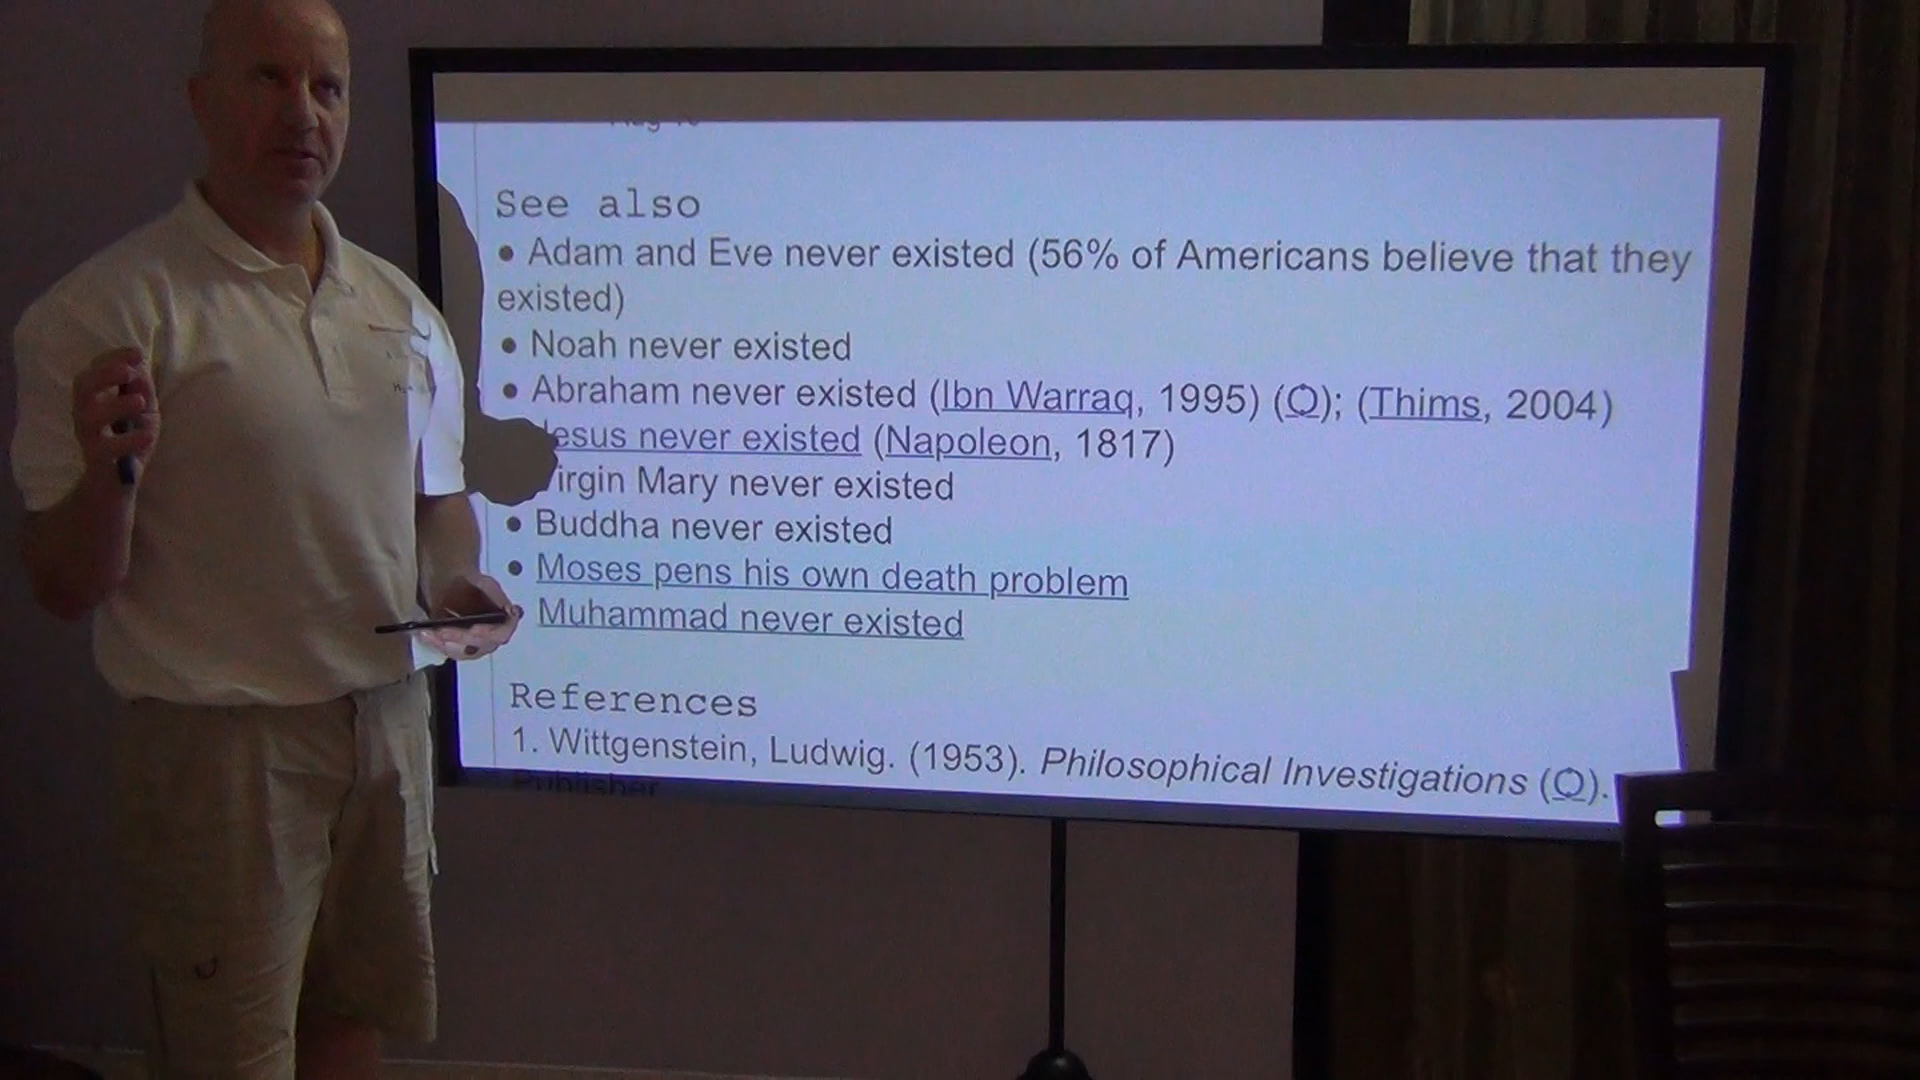 See also
• Adam and Eve never existed (56% of Americans believe that they
existed)
• Noah never existed
• Abraham never existed (Ibn Warraq, 1995) (Ω); (Thims, 2004)
esus never existed (Napoleon, 1817)
irgin Mary never existed
• Buddha never existed
• Moses pens his own death problem
• Muhammad never existed
References
1. Wittgenstein, Ludwig. (1953). Philosophical Investigations (Ω).
Publisher